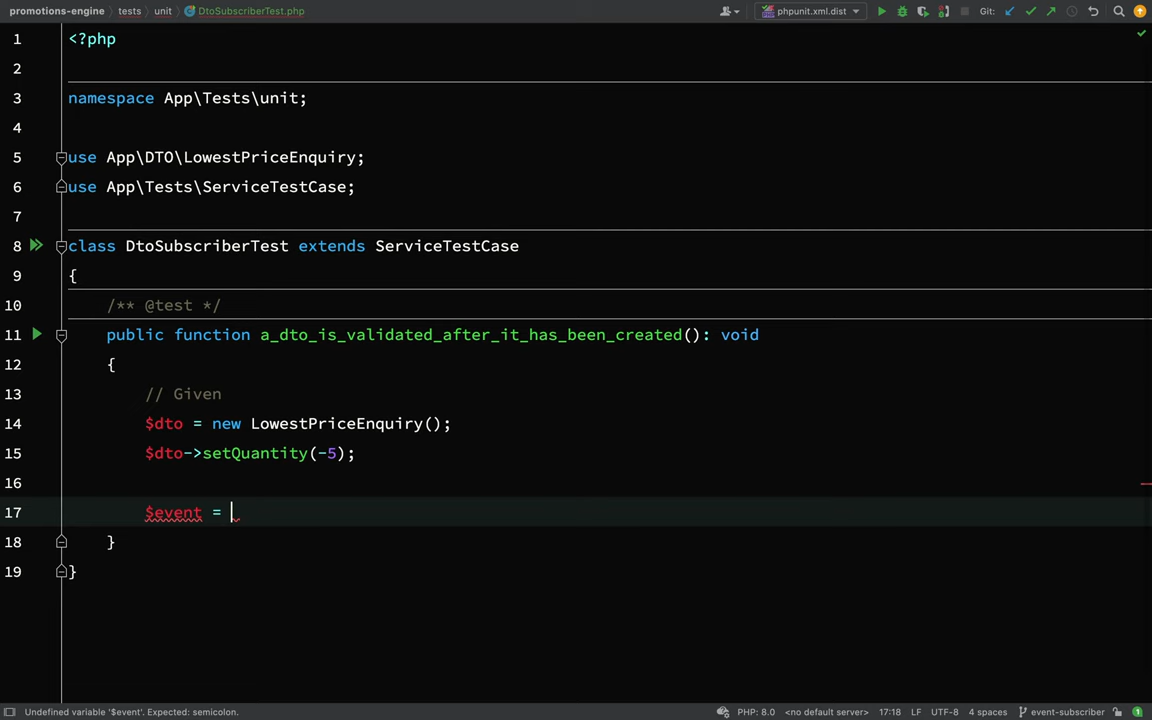 promotions-engine tests unit DtoSubscriberTest.php phpunit.xml.dist Git:
1 <?php
2
3 namespace App\Tests\unit;
4
5 use App\DTO\LowestPriceEnquiry;
6 use App\Tests\ServiceTestCase;
7
8 class DtoSubscriberTest extends ServiceTestCase
9 {
10 /** @test */
11 public function a_dto_is_validated_after_it_has_been_created(): void
12 {
13 // Given
14 $dto = new LowestPriceEnquiry();
15 $dto->setQuantity(-5);
16
17 $event =
18 }
19 }
Undefined variable '$event'. Expected: semicolon. PHP: 8.0 <no default server> 17:18 LF UTF-8 4 spaces event-subscriber 1